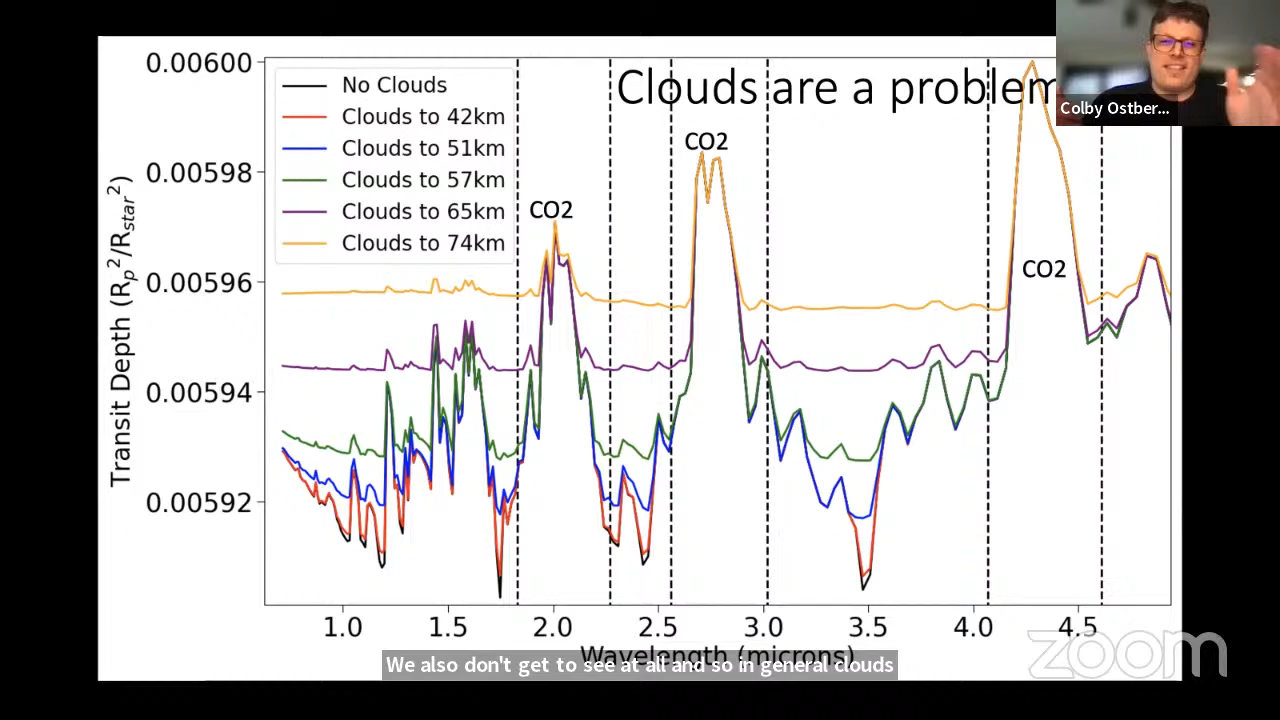 Clouds are a problem
Colby Ostber...
No Clouds
Clouds to 42km
Clouds to 51km
Clouds to 57km
Clouds to 65km
Clouds to 74km
CO2
CO2
CO2
Transit Depth (Rp²/Rstar²)
0.00600
0.00598
0.00596
0.00594
0.00592
1.0 1.5 2.0 2.5 3.0 3.5 4.0 4.5
Wavelength (microns)
We also don't get to see at all and so in general clouds
zoom